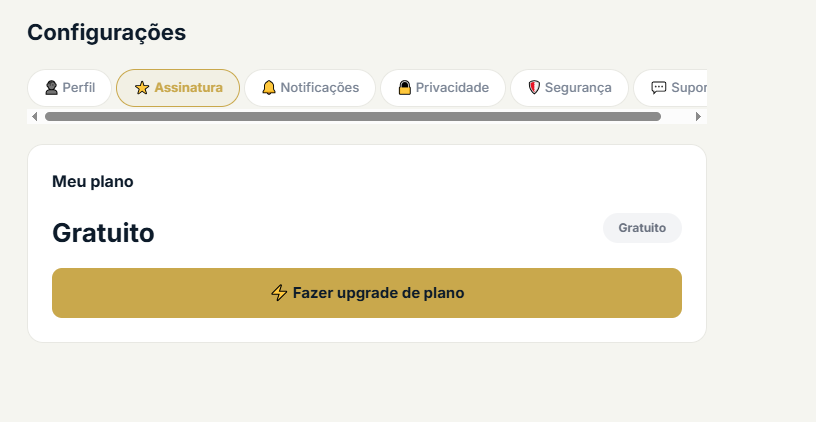 Configurações
Perfil
Assinatura
Notificações
Privacidade
Segurança
Supor
Meu plano
Gratuito
Gratuito
Fazer upgrade de plano